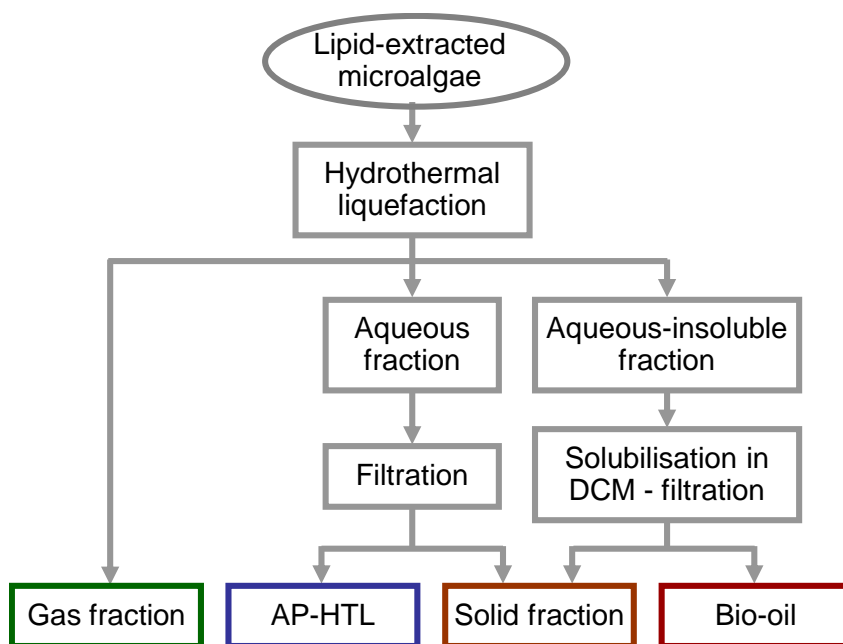 Lipid-extracted
microalgae
Hydrothermal
liquefaction
Aqueous
fraction
Aqueous-insoluble
fraction
Filtration
Solubilisation in
DCM - filtration
Gas fraction
AP-HTL
Solid fraction
Bio-oil